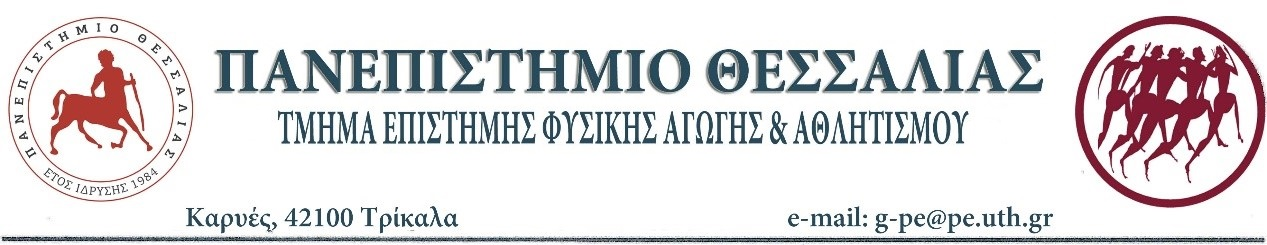 ΠΑΝΕΠΙΣΤΗΜΙΟ ΘΕΣΣΑΛΙΑΣ
ΕΤΟΣ ΙΔΡΥΣΗΣ 1984
ΠΑΝΕΠΙΣΤΗΜΙΟ ΘΕΣΣΑΛΙΑΣ
ΤΜΗΜΑ ΕΠΙΣΤΗΜΗΣ ΦΥΣΙΚΗΣ ΑΓΩΓΗΣ & ΑΘΛΗΤΙΣΜΟΥ
Καρυές, 42100 Τρίκαλα e-mail: g-pe@pe.uth.gr